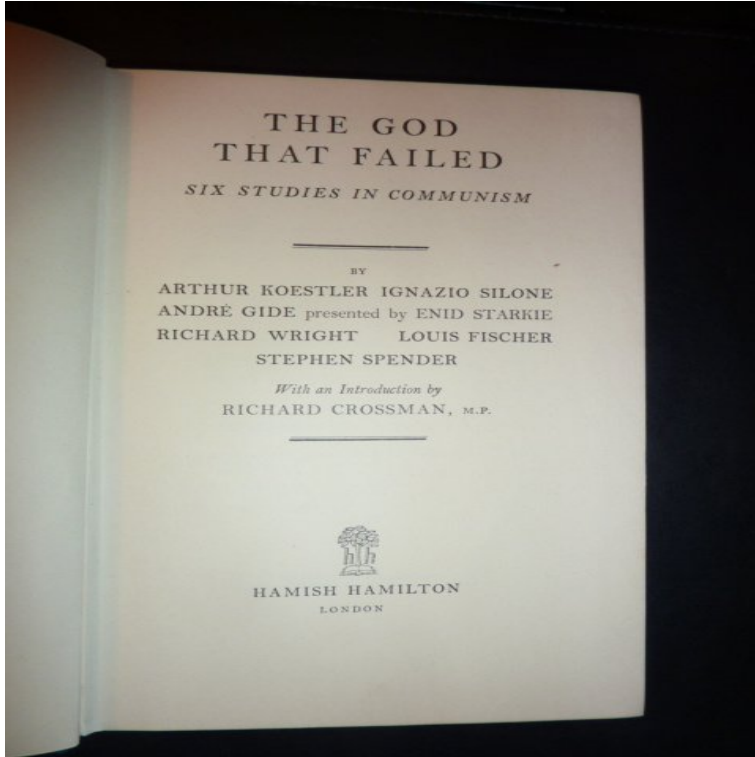 THE GOD
THAT FAILED
SIX STUDIES IN COMMUNISM
BY
ARTHUR KOESTLER IGNAZIO SILONE
ANDRÉ GIDE presented by ENID STARKIE
RICHARD WRIGHT LOUIS FISCHER
STEPHEN SPENDER
With an Introduction by
RICHARD CROSSMAN, M.P.
hh
HAMISH HAMILTON
LONDON